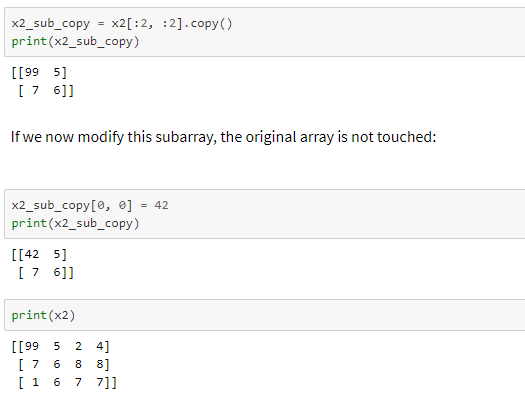 x2_sub_copy = x2[:2, :2].copy()
print(x2_sub_copy)
[[99  5]
 [ 7  6]]
If we now modify this subarray, the original array is not touched:
x2_sub_copy[0, 0] = 42
print(x2_sub_copy)
[[42  5]
 [ 7  6]]
print(x2)
[[99  5  2  4]
 [ 7  6  8  8]
 [ 1  6  7  7]]